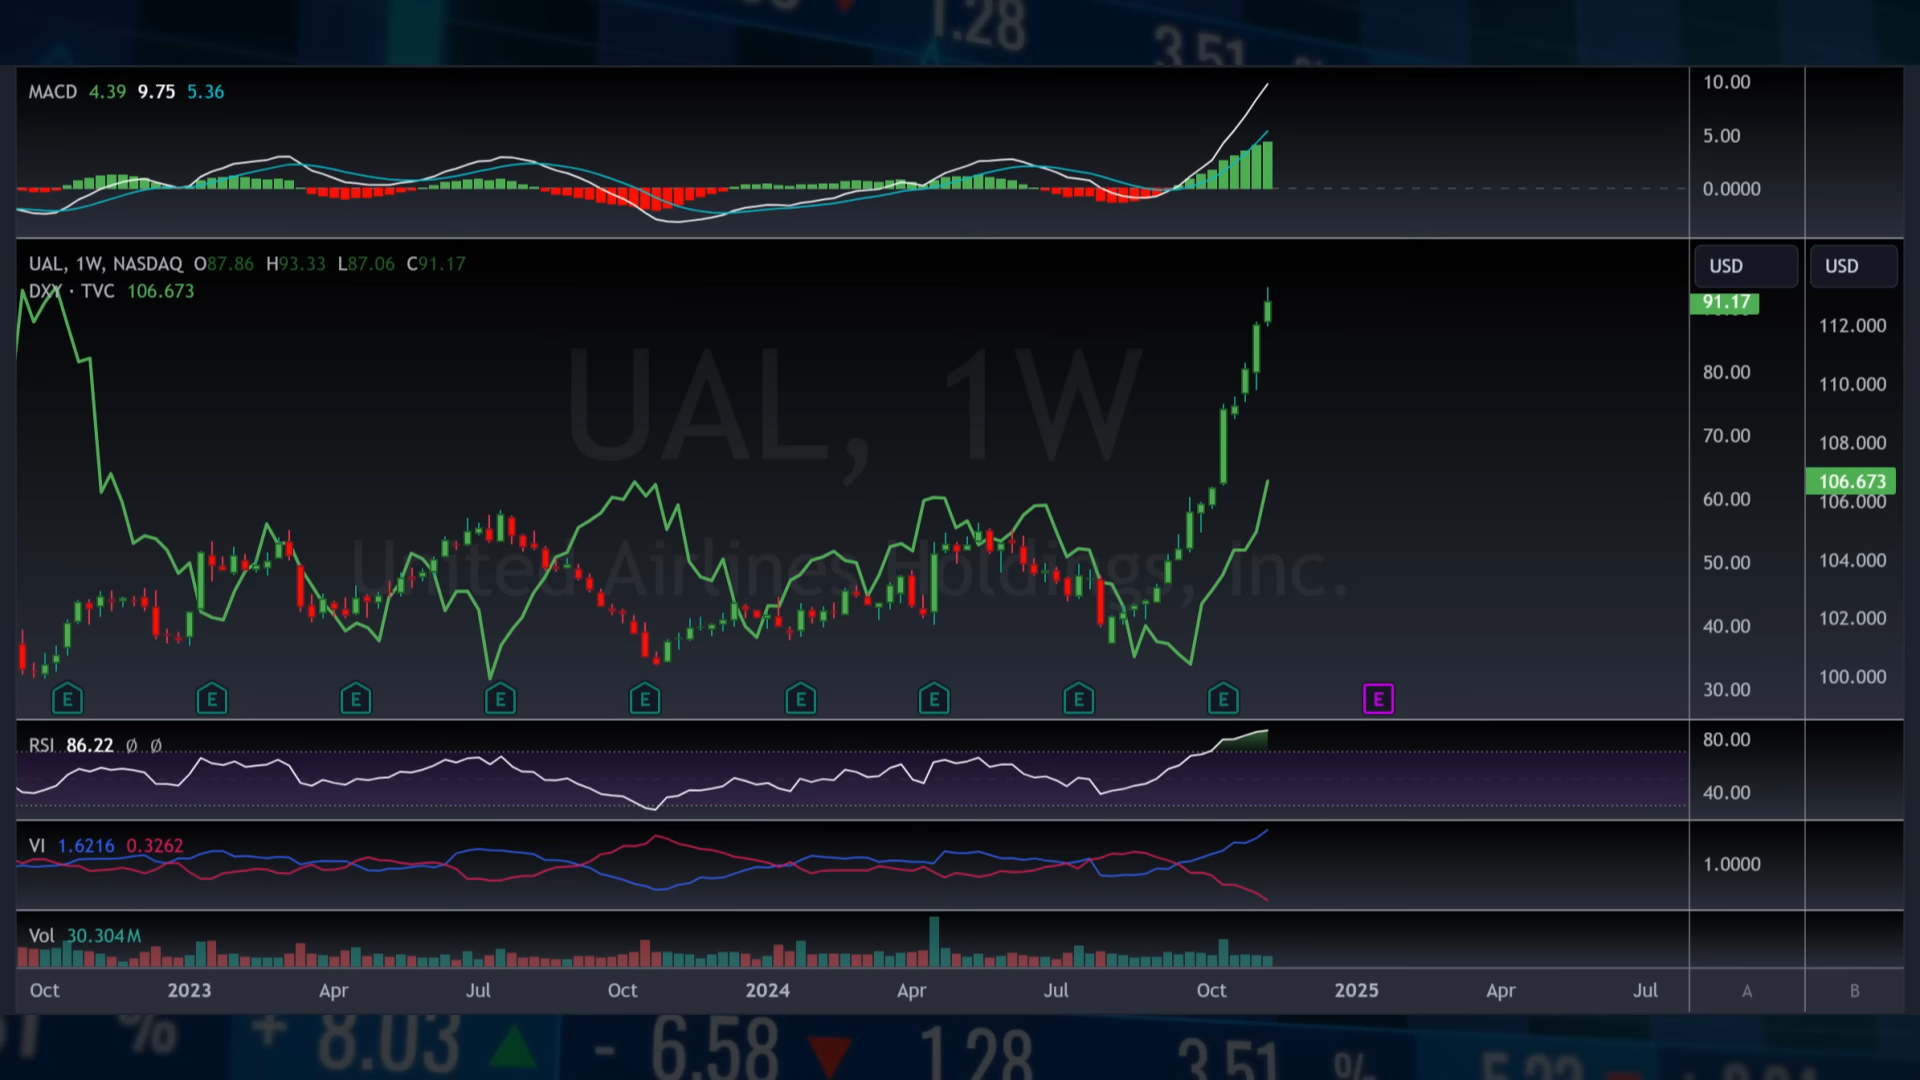 1.28
3.51
MACD 4.39 9.75 5.36
10.00
5.00
0.0000
UAL, 1W, NASDAQ O87.86 H93.33 L87.06 C91.17
DXY · TVC 106.673
USD
USD
91.17
112.000
80.00
110.000
70.00
108.000
106.673
60.00
106.000
50.00
104.000
40.00
102.000
30.00
100.000
UAL, 1W
United Airlines Holdings, Inc.
E E E E E E E E E E
RSI 86.22 Ø Ø
80.00
40.00
VI 1.6216 0.3262
1.0000
Vol 30.304M
Oct 2023 Apr Jul Oct 2024 Apr Jul Oct 2025 Apr Jul A B
% + 8.03 - 6.58 1.28 3.51 %